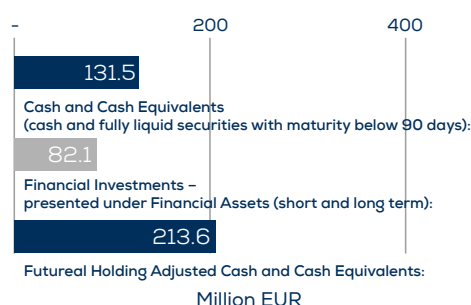 - 200 400
131.5
Cash and Cash Equivalents
(cash and fully liquid securities with maturity below 90 days):
82.1
Financial Investments –
presented under Financial Assets (short and long term):
213.6
Futureal Holding Adjusted Cash and Cash Equivalents:
Million EUR